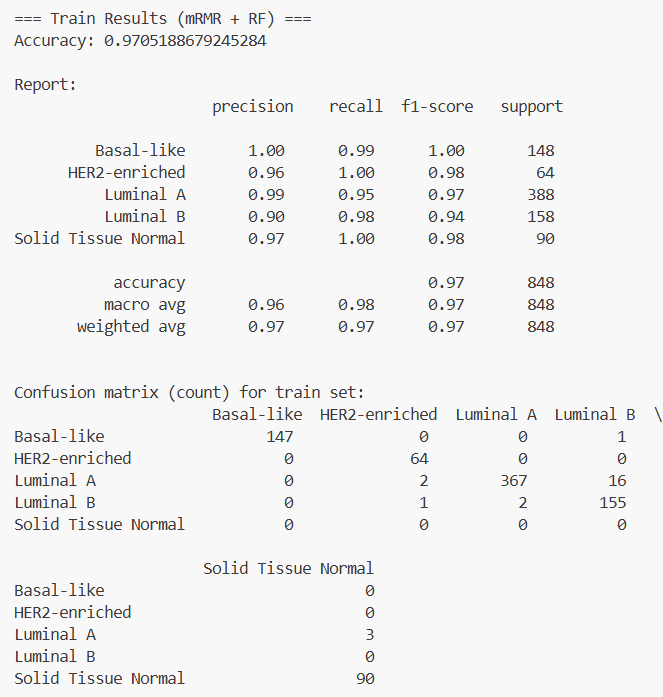 === Train Results (mRMR + RF) ===
Accuracy: 0.9705188679245284
Report:
precision recall f1-score support
Basal-like 1.00 0.99 1.00 148
HER2-enriched 0.96 1.00 0.98 64
Luminal A 0.99 0.95 0.97 388
Luminal B 0.90 0.98 0.94 158
Solid Tissue Normal 0.97 1.00 0.98 90
accuracy 0.97 848
macro avg 0.96 0.98 0.97 848
weighted avg 0.97 0.97 0.97 848
Confusion matrix (count) for train set:
Basal-like HER2-enriched Luminal A Luminal B \
Basal-like 147 0 0 1
HER2-enriched 0 64 0 0
Luminal A 0 2 367 16
Luminal B 0 1 2 155
Solid Tissue Normal 0 0 0 0
Solid Tissue Normal
Basal-like 0
HER2-enriched 0
Luminal A 3
Luminal B 0
Solid Tissue Normal 90